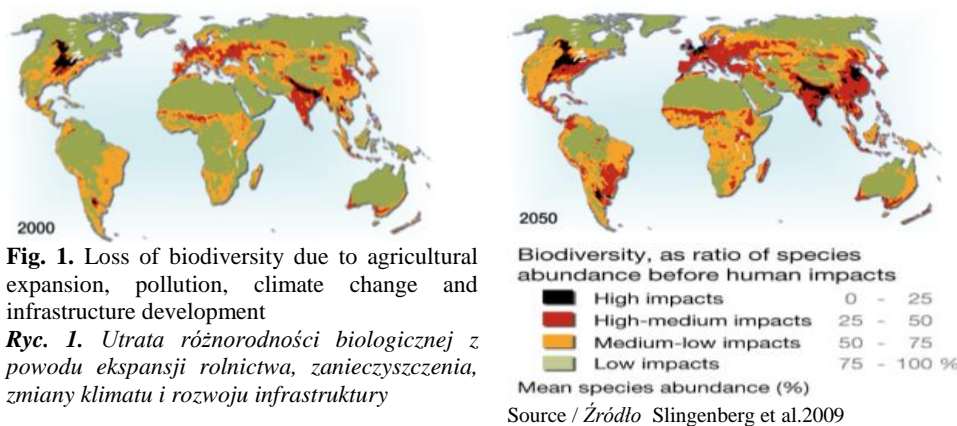 2000
Fig. 1. Loss of biodiversity due to agricultural
expansion, pollution, climate change and
infrastructure development
Ryc. 1. Utrata różnorodności biologicznej z
powodu ekspansji rolnictwa, zanieczyszczenia,
zmiany klimatu i rozwoju infrastruktury
2050
Biodiversity, as ratio of species
abundance before human impacts
High impacts 0 - 25
High-medium impacts 25 - 50
Medium-low impacts 50 - 75
Low impacts 75 - 100 %
Mean species abundance (%)
Source / Źródło Slingenberg et al.2009